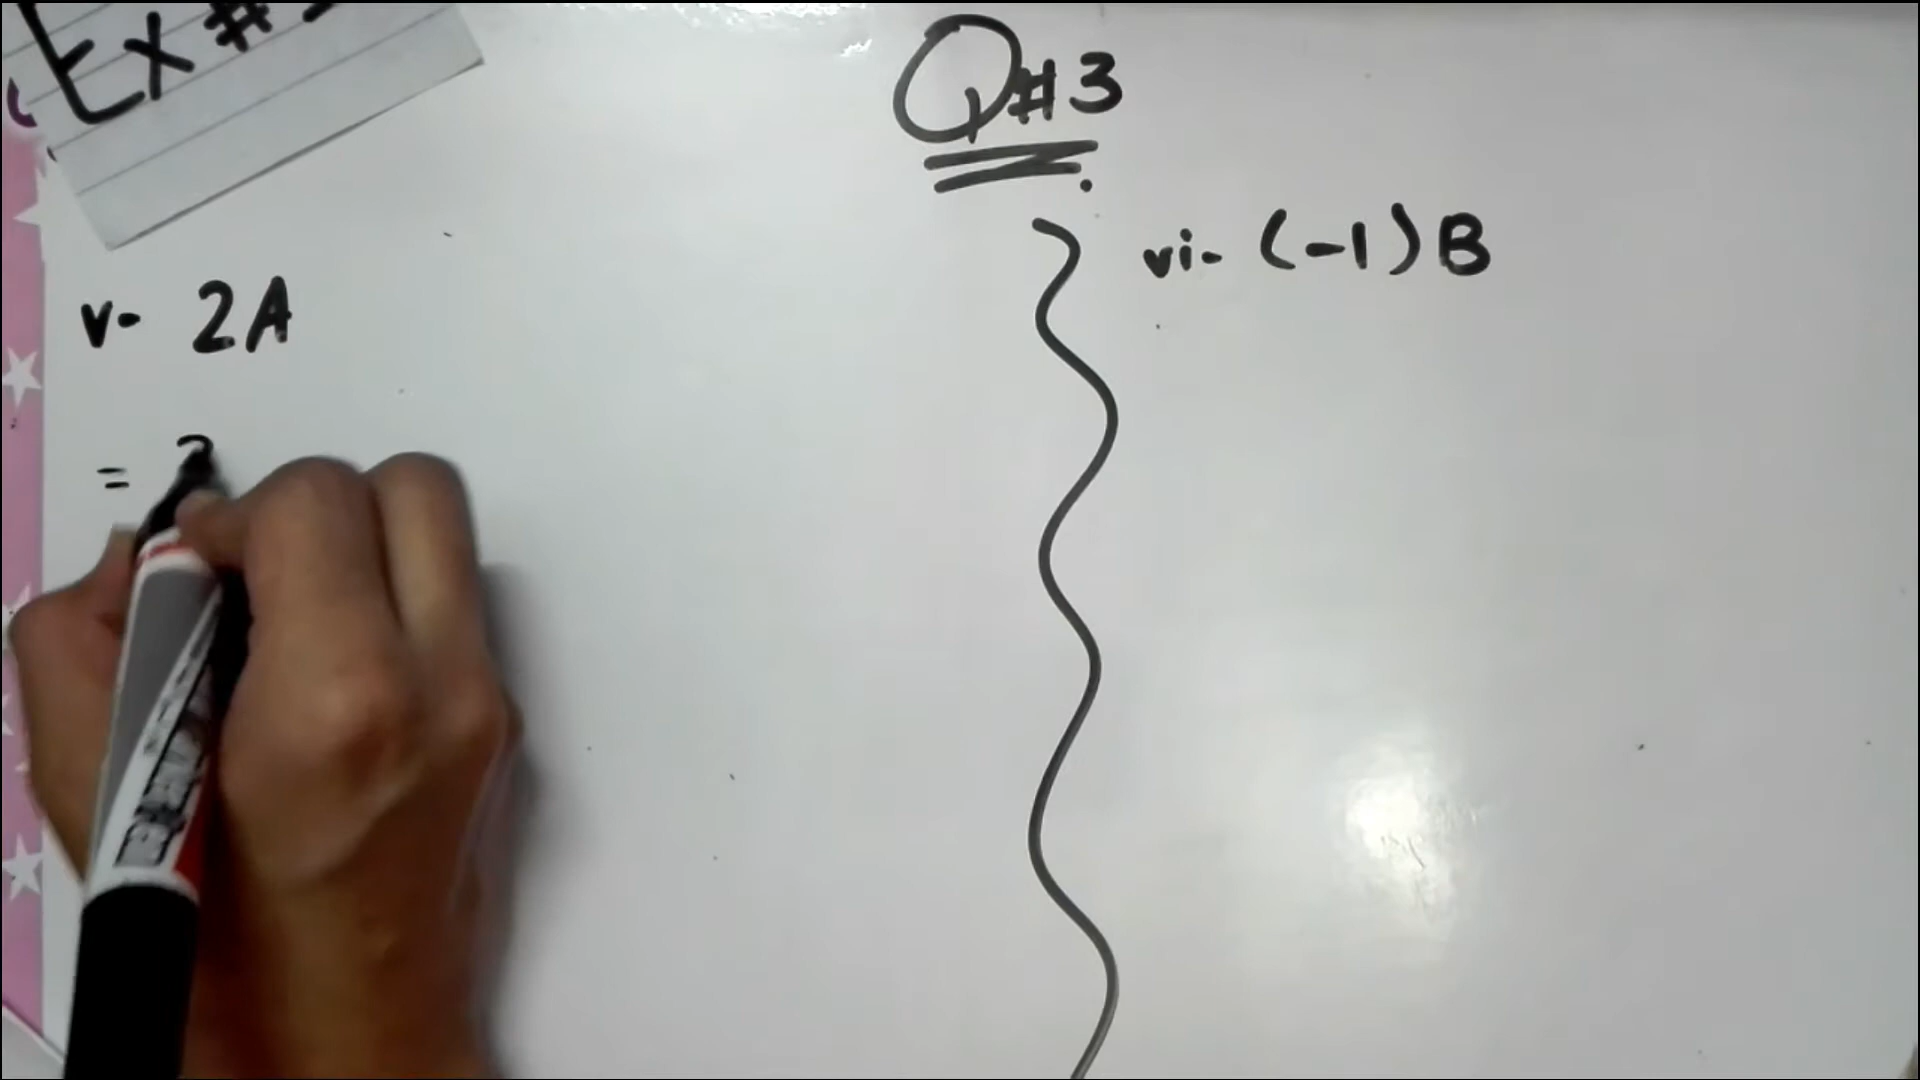 Ex #
Q#3
v- 2A
=
vi- (-1)B